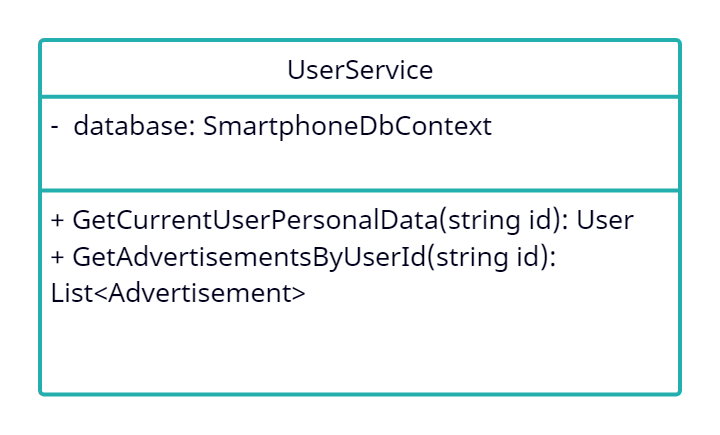 UserService
- database: SmartphoneDbContext
+ GetCurrentUserPersonalData(string id): User
+ GetAdvertisementsByUserId(string id):
List<Advertisement>